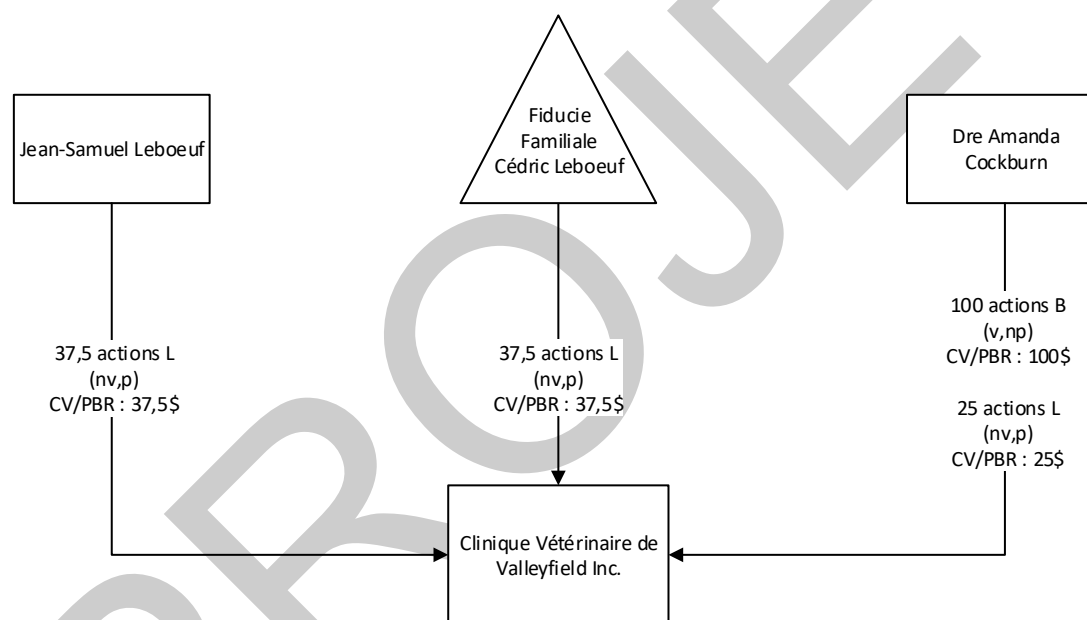 Jean-Samuel Leboeuf
Fiducie
Familiale
Cédric Leboeuf
Dre Amanda
Cockburn
37,5 actions L
(nv,p)
CV/PBR : 37,5$
37,5 actions L
(nv,p)
CV/PBR : 37,5$
100 actions B
(v,np)
CV/PBR : 100$
25 actions L
(nv,p)
CV/PBR : 25$
Clinique Vétérinaire de
Valleyfield Inc.
PROJE